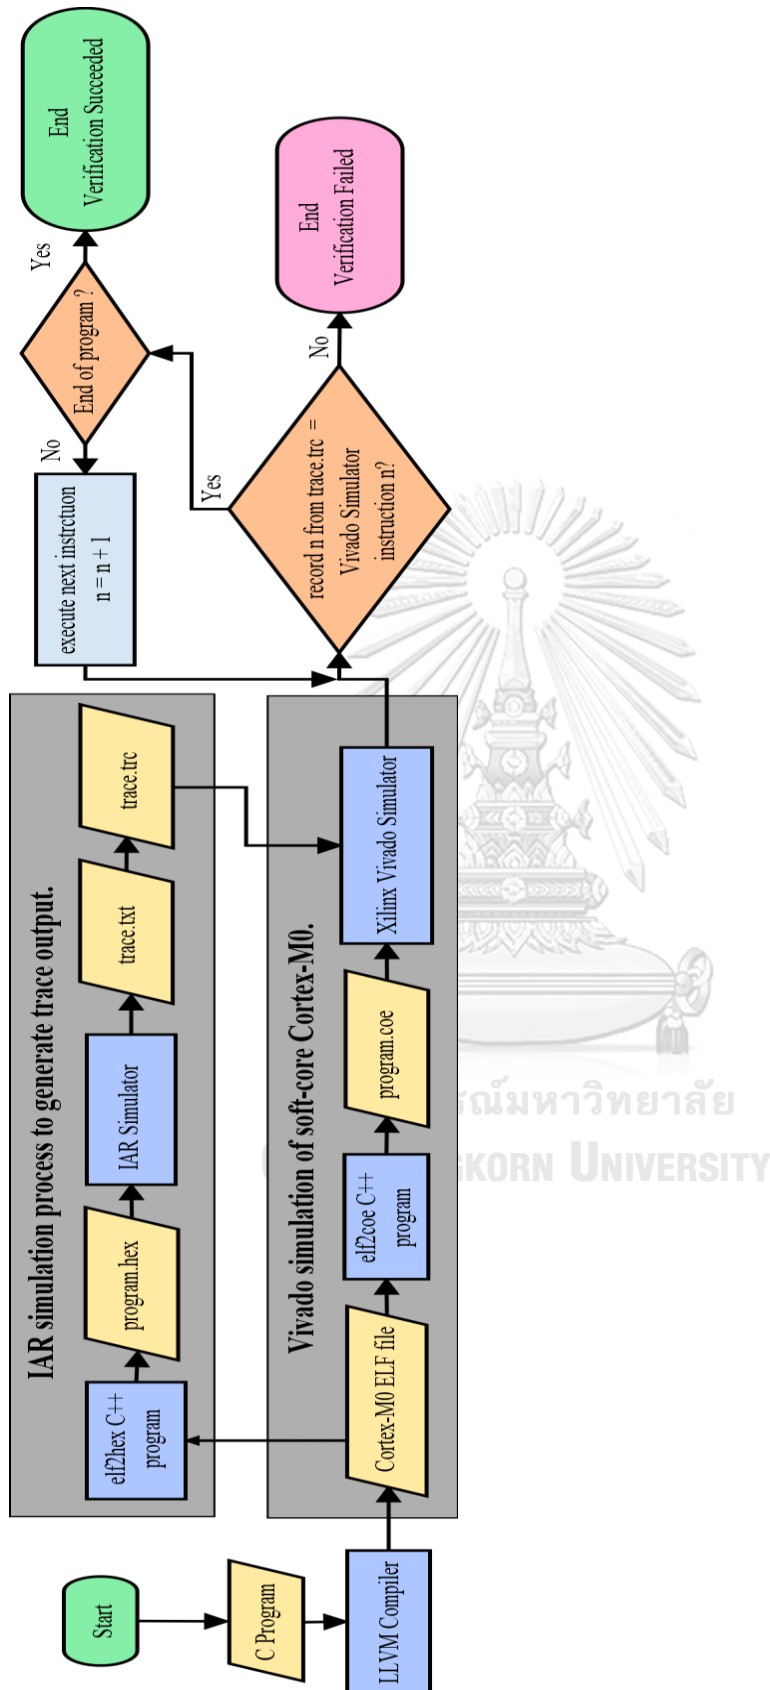 Start
C Program
LLVM Compiler
IAR simulation process to generate trace output.
elf2hex C++
program
program.hex
IAR Simulator
trace.txt
trace.trc
Vivado simulation of soft-core Cortex-M0.
Cortex-M0 ELF file
elf2coe C++
program
program.coe
Xilinx Vivado Simulator
execute next instrctuon
n = n + 1
No
End of program ?
Yes
End
Verification Succeeded
record n from trace.trc =
Vivado Simulator
instruction n?
Yes
No
End
Verification Failed
มหาวิทยาลัย
UNIVERSITY